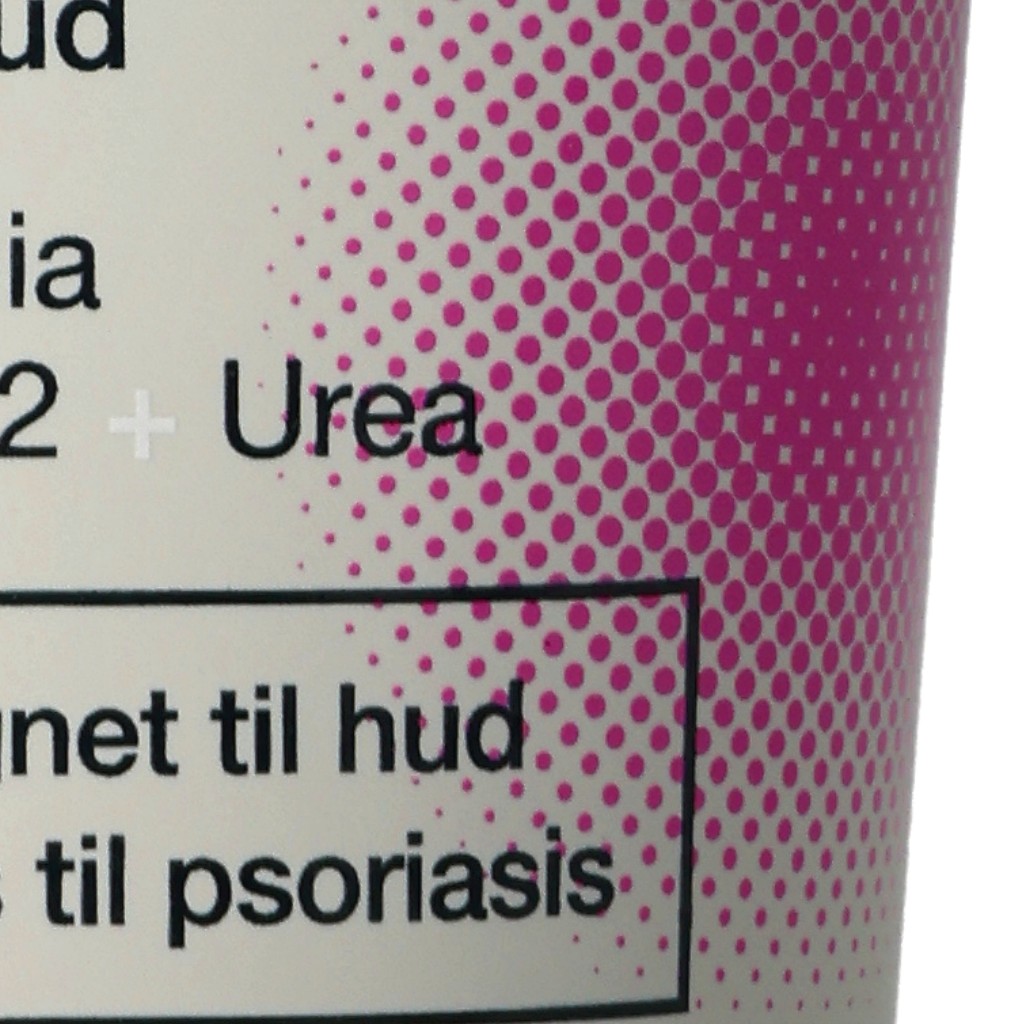 ud
ia
2 + Urea
gnet til hud
s til psoriasis